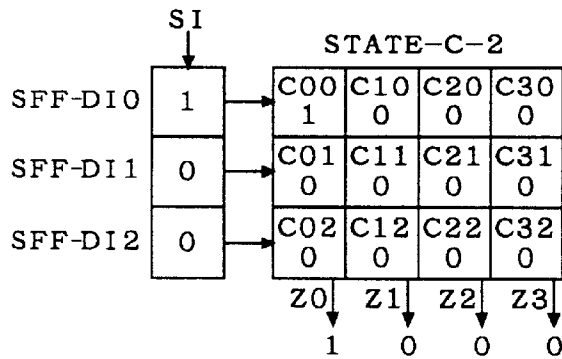 SI
STATE-C-2
SFF-DI0 1 C00 C10 C20 C30
1 0 0 0
SFF-DI1 0 C01 C11 C21 C31
0 0 0 0
SFF-DI2 0 C02 C12 C22 C32
0 0 0 0
Z0 Z1 Z2 Z3
1 0 0 0